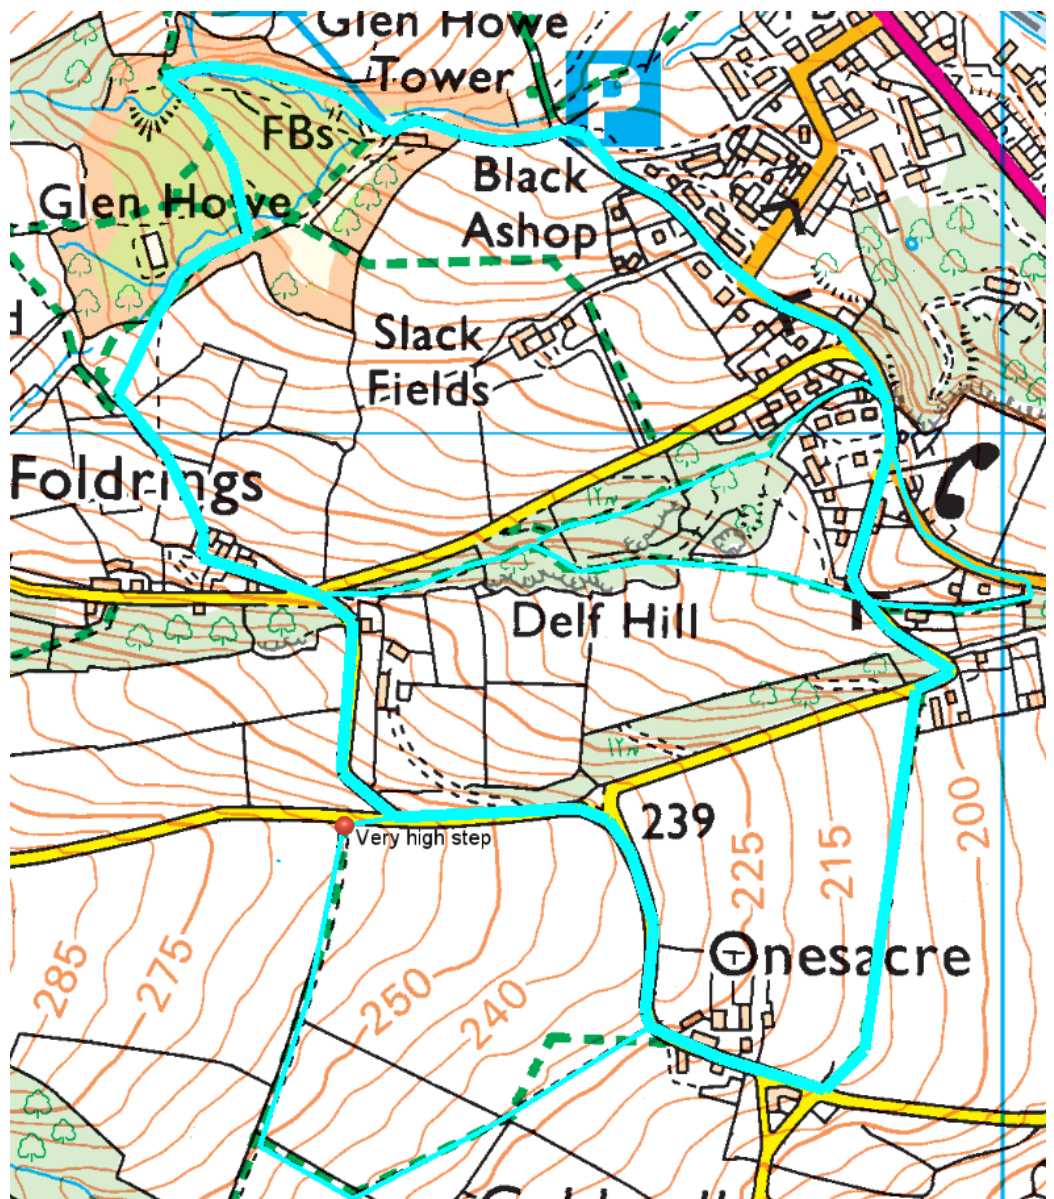 Glen Howe
Tower
P
FBs
Black
Ashop
Glen Howe
Slack
Fields
Foldrings
Delf Hill
Very high step
239
200
225
215
Onesacre
285
275
250
240